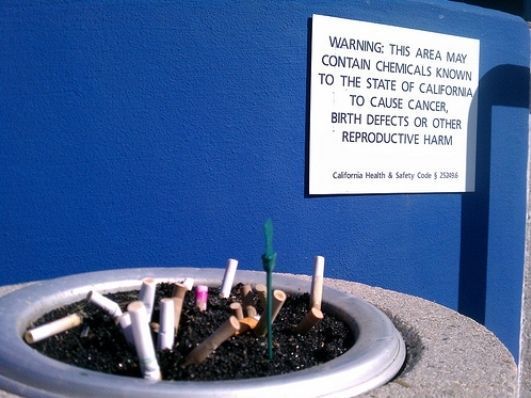 WARNING: THIS AREA MAY
CONTAIN CHEMICALS KNOWN
TO THE STATE OF CALIFORNIA
TO CAUSE CANCER,
BIRTH DEFECTS OR OTHER
REPRODUCTIVE HARM
California Health & Safety Code § 25249.6